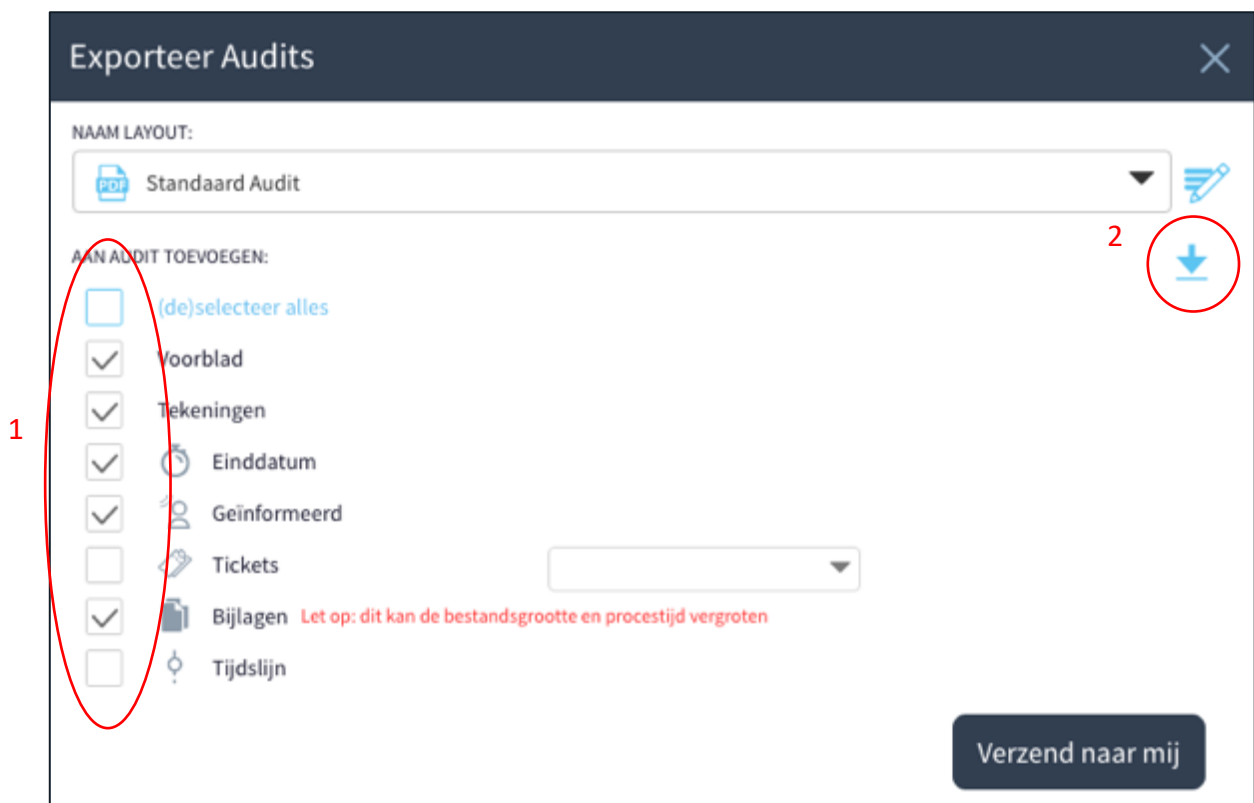 Exporteer Audits
NAAM LAYOUT:
PDF Standaard Audit
2
AAN AUDIT TOEVOEGEN:
(de)selecteer alles
Voorblad
Tekeningen
1
Einddatum
Geïnformeerd
Tickets
Bijlagen Let op: dit kan de bestandsgrootte en procestijd vergroten
Tijdslijn
Verzend naar mij